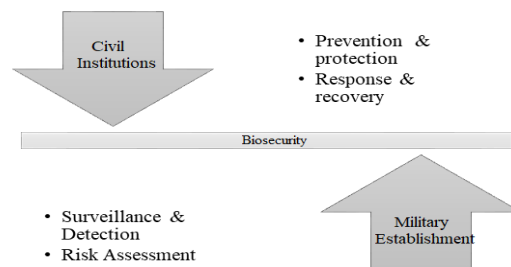 Civil
Institutions
• Prevention &
protection
• Response &
recovery
Biosecurity
• Surveillance &
Detection
• Risk Assessment
Military
Establishment